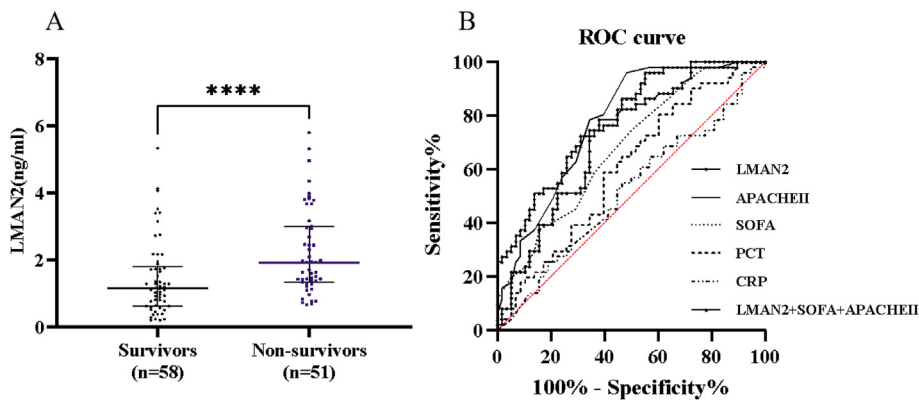 A
LMAN2(ng/ml)
8
6
4
2
0
****
Survivors
(n=58)
Non-survivors
(n=51)
B
ROC curve
Sensitivity%
100
80
60
40
20
0
0
20
40
60
80
100
100% - Specificity%
LMAN2
APACHEII
SOFA
PCT
CRP
LMAN2+SOFA+APACHEII